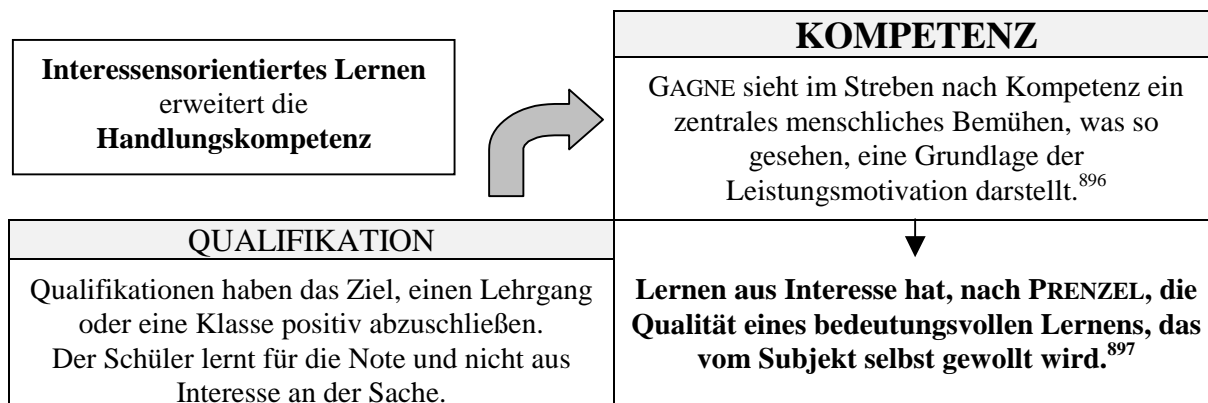 Interessensorientiertes Lernen
erweitert die
Handlungskompetenz
KOMPETENZ
GAGNE sieht im Streben nach Kompetenz ein
zentrales menschliches Bemühen, was so
gesehen, eine Grundlage der
Leistungsmotivation darstellt.896
QUALIFIKATION
Qualifikationen haben das Ziel, einen Lehrgang
oder eine Klasse positiv abzuschließen.
Der Schüler lernt für die Note und nicht aus
Interesse an der Sache.
Lernen aus Interesse hat, nach PRENZEL, die
Qualität eines bedeutungsvollen Lernens, das
vom Subjekt selbst gewollt wird.897